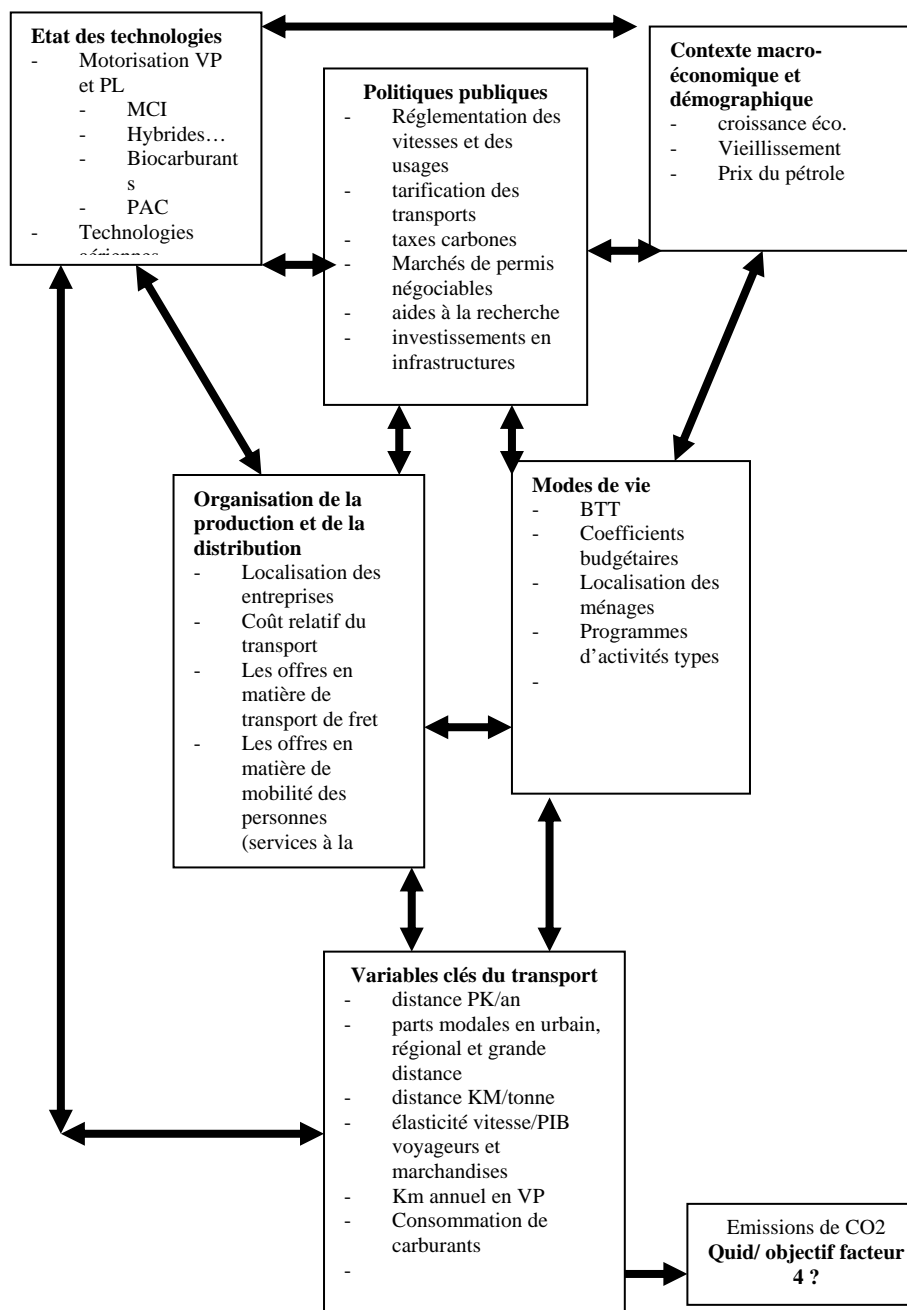 Etat des technologies
- Motorisation VP
et PL
- MCI
- Hybrides…
- Biocarburant
s
- PAC
- Technologies
aériennes
Politiques publiques
- Réglementation des
vitesses et des
usages
- tarification des
transports
- taxes carbones
- Marchés de permis
négociables
- aides à la recherche
- investissements en
infrastructures
Contexte macro-
économique et
démographique
- croissance éco.
- Vieillissement
- Prix du pétrole
Organisation de la
production et de la
distribution
- Localisation des
entreprises
- Coût relatif du
transport
- Les offres en
matière de
transport de fret
- Les offres en
matière de
mobilité des
personnes
(services à la
Modes de vie
- BTT
- Coefficients
budgétaires
- Localisation des
ménages
- Programmes
d’activités types
-
Variables clés du transport
- distance PK/an
- parts modales en urbain,
régional et grande
distance
- distance KM/tonne
- élasticité vitesse/PIB
voyageurs et
marchandises
- Km annuel en VP
- Consommation de
carburants
-
Emissions de CO2
Quid/ objectif facteur
4 ?